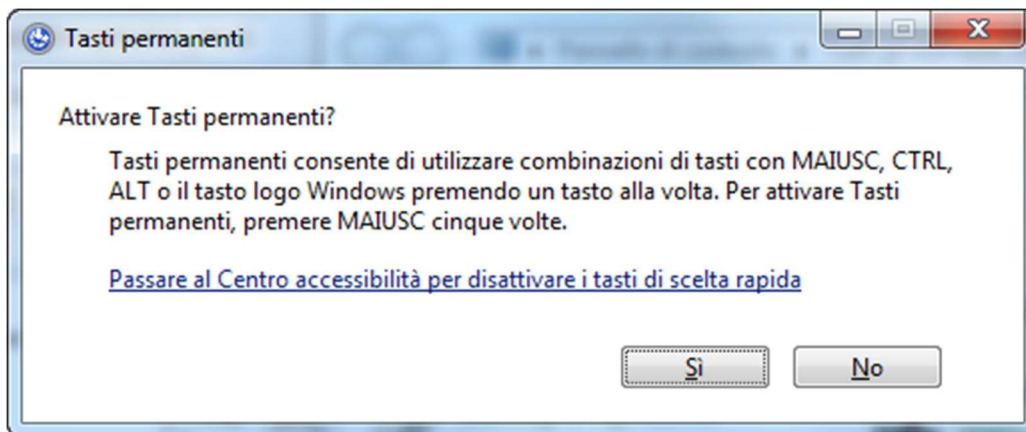 Tasti permanenti
Attivare Tasti permanenti?
Tasti permanenti consente di utilizzare combinazioni di tasti con MAIUSC, CTRL,
ALT o il tasto logo Windows premendo un tasto alla volta. Per attivare Tasti
permanenti, premere MAIUSC cinque volte.
Passare al Centro accessibilità per disattivare i tasti di scelta rapida
Sì
No